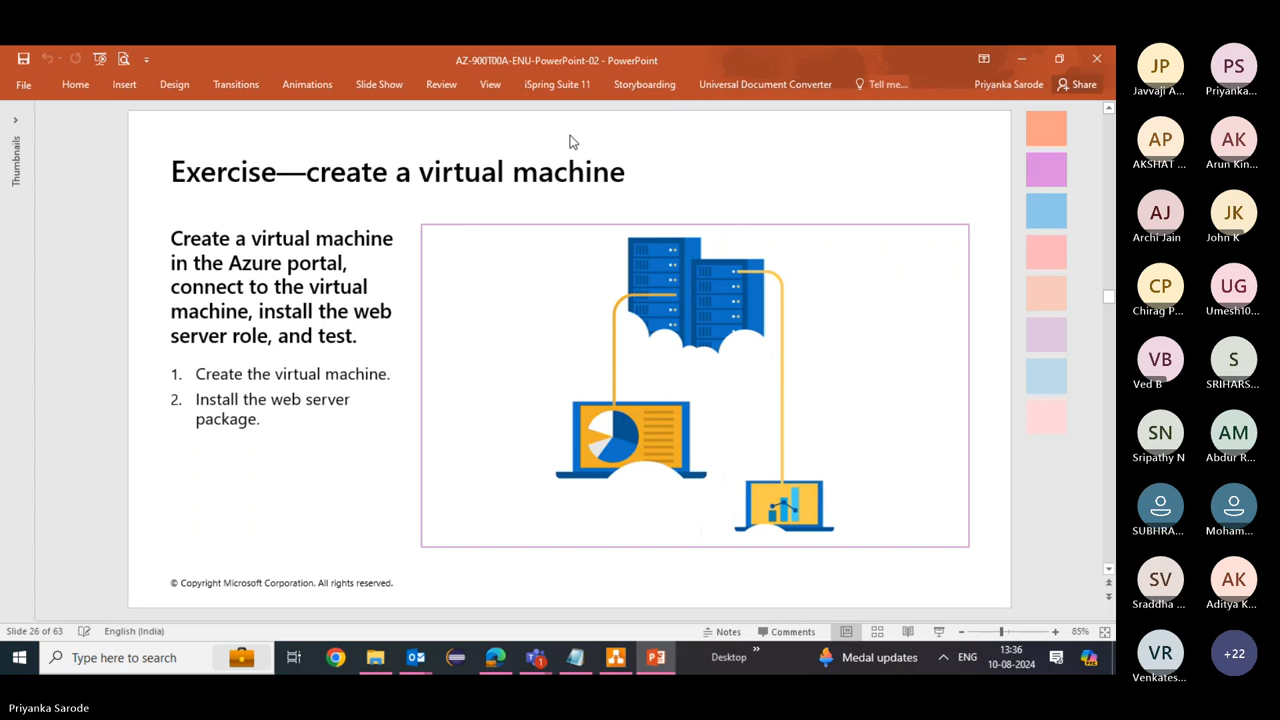 AZ-900T00A-ENU-PowerPoint-02 - PowerPoint
File Home Insert Design Transitions Animations Slide Show Review View iSpring Suite 11 Storyboarding Universal Document Converter Tell me... Priyanka Sarode Share
Thumbnails
Exercise—create a virtual machine
Create a virtual machine
in the Azure portal,
connect to the virtual
machine, install the web
server role, and test.
1. Create the virtual machine.
2. Install the web server
package.
© Copyright Microsoft Corporation. All rights reserved.
Slide 26 of 63 English (India) Notes Comments 85%
Type here to search Desktop Medal updates ENG 13:36
10-08-2024
Priyanka Sarode
JP PS
Javvaji A... Priyanka...
AP AK
AKSHAT ... Arun Kin...
AJ JK
Archi Jain John K
CP UG
Chirag P... Umesh10...
VB S
Ved B SRIHARS...
SN AM
Sripathy N Abdur R...
SUBHRA... Moham...
SV AK
Sraddha ... Aditya K...
VR +22
Venkates...